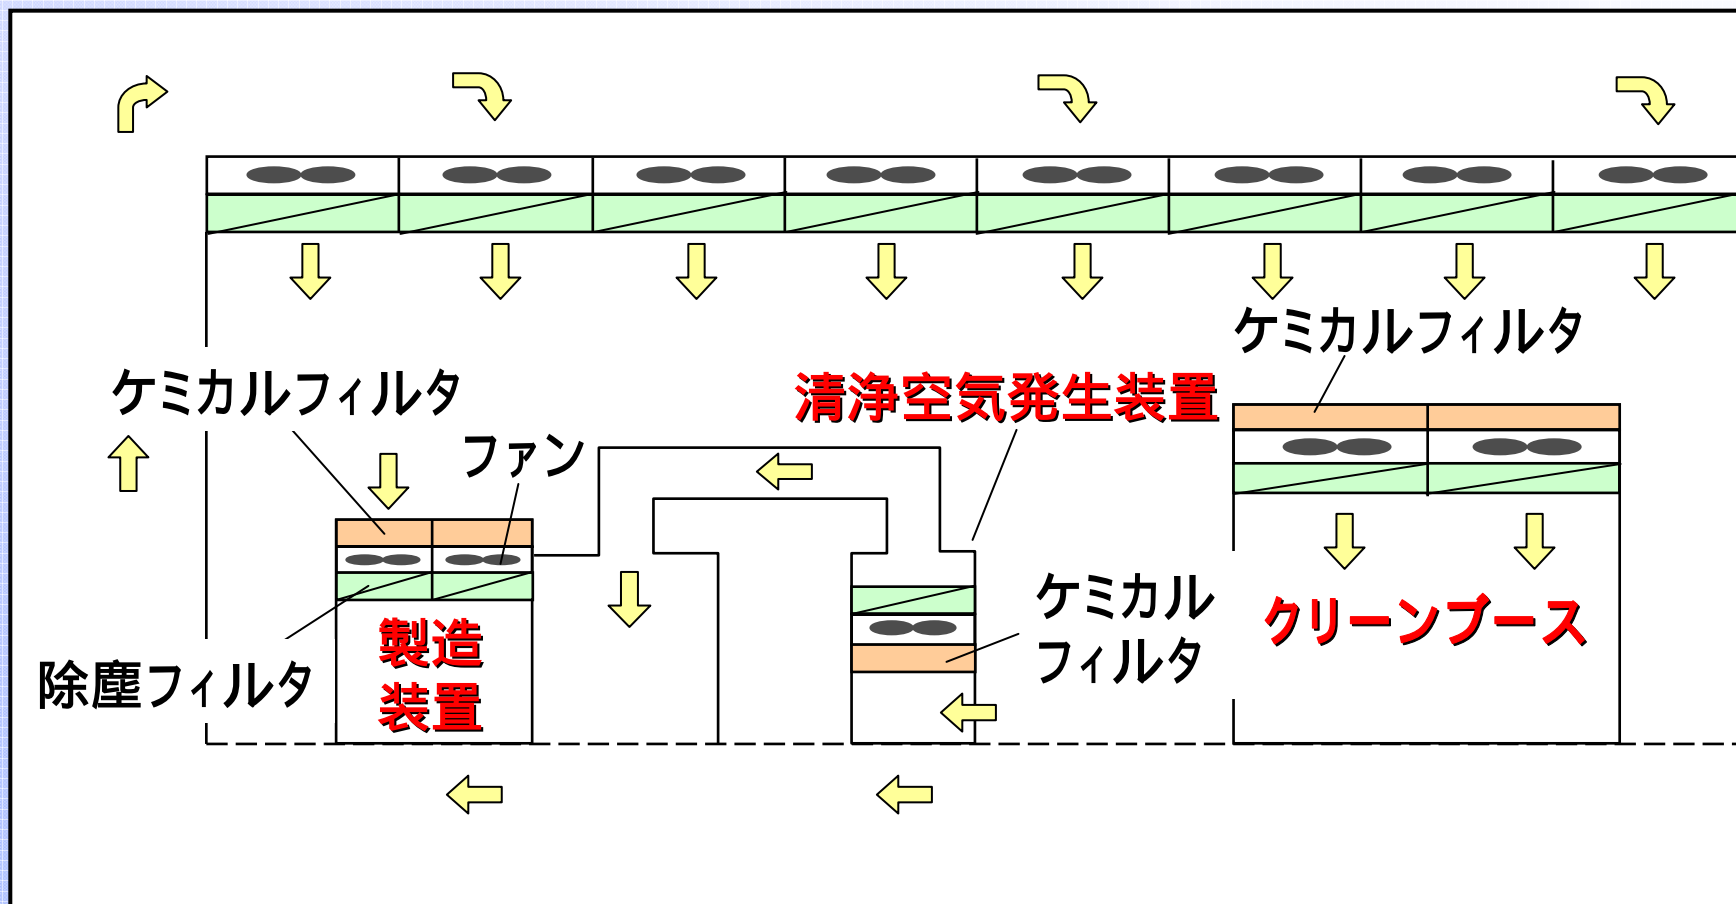 ケミカルフィルタ
ケミカルフィルタ
清浄空気発生装置
ファン
ケミカル
フィルタ
クリーンブース
製造
装置
除塵フィルタ